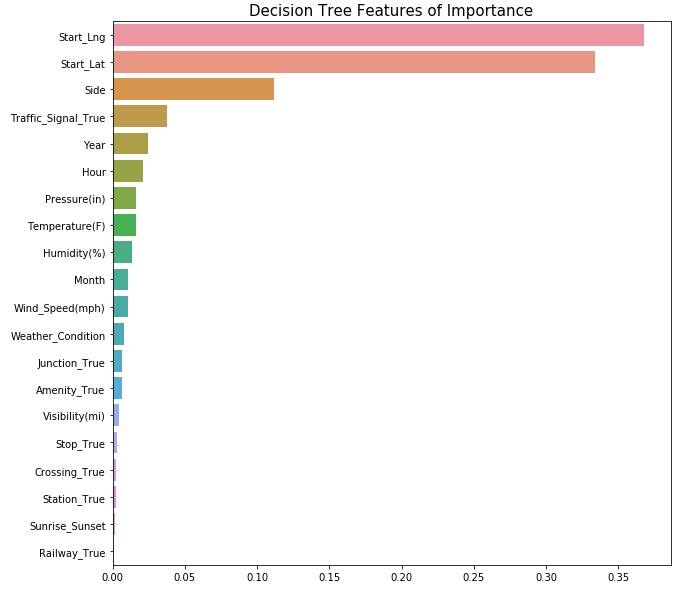 Decision Tree Features of Importance
Start_Lng
Start_Lat
Side
Traffic_Signal_True
Year
Hour
Pressure(in)
Temperature(F)
Humidity(%)
Month
Wind_Speed(mph)
Weather_Condition
Junction_True
Amenity_True
Visibility(mi)
Stop_True
Crossing_True
Station_True
Sunrise_Sunset
Railway_True
0.00 0.05 0.10 0.15 0.20 0.25 0.30 0.35